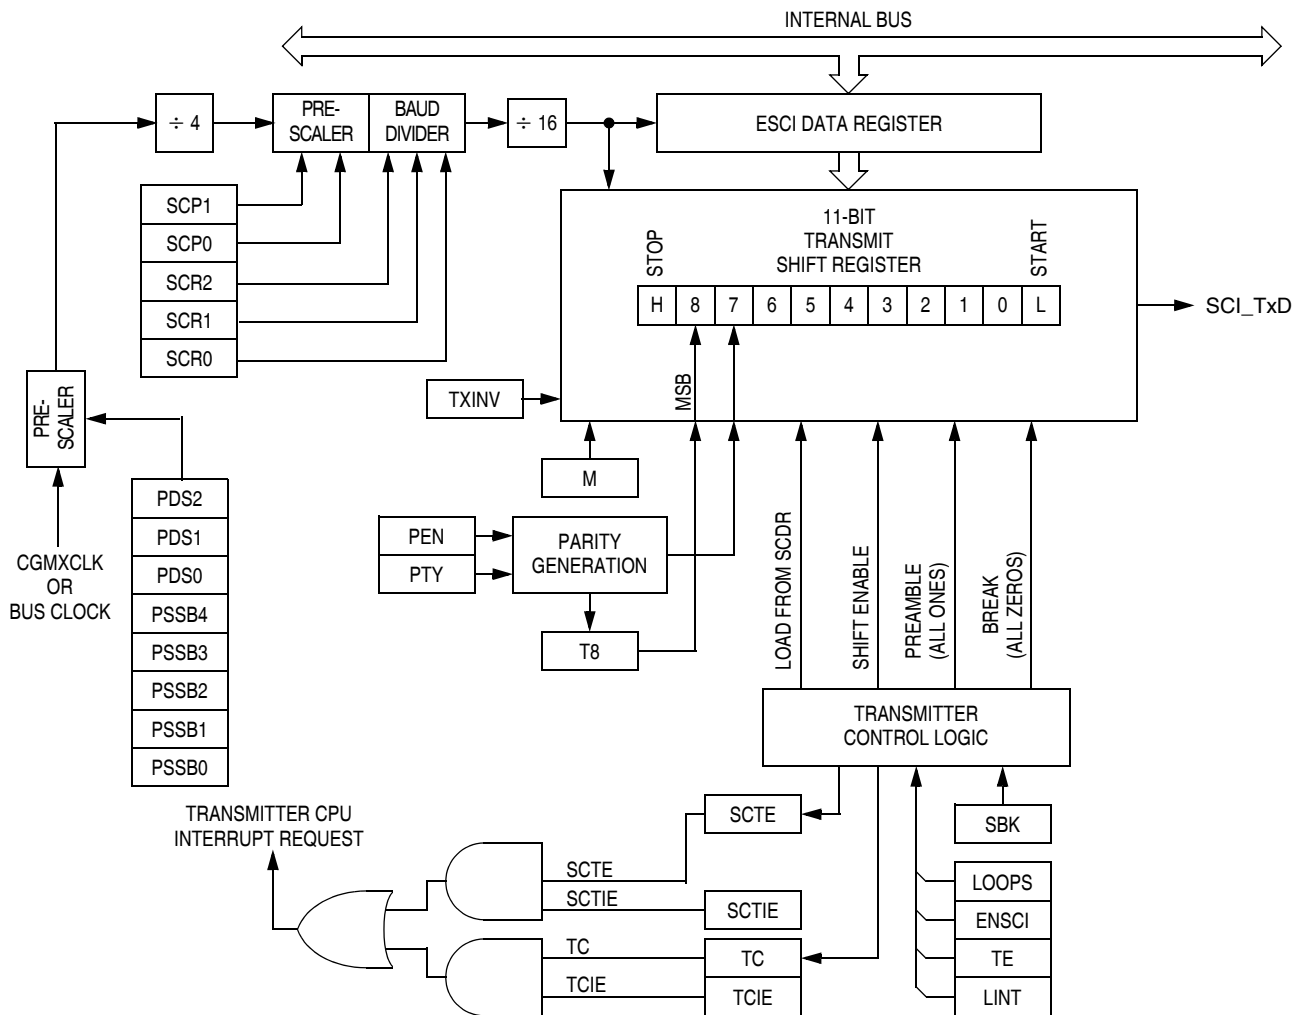 INTERNAL BUS
÷ 4
PRE-
SCALER
BAUD
DIVIDER
÷ 16
ESCI DATA REGISTER
SCP1
SCP0
SCR2
SCR1
SCR0
11-BIT
TRANSMIT
SHIFT REGISTER
STOP
START
H 8 7 6 5 4 3 2 1 0 L
SCI_TxD
PRE-
SCALER
TXINV
MSB
M
CGMXCLK
OR
BUS CLOCK
PDS2
PDS1
PDS0
PSSB4
PSSB3
PSSB2
PSSB1
PSSB0
PEN
PTY
PARITY
GENERATION
T8
LOAD FROM SCDR
SHIFT ENABLE
PREAMBLE
(ALL ONES)
BREAK
(ALL ZEROS)
TRANSMITTER
CONTROL LOGIC
TRANSMITTER CPU
INTERRUPT REQUEST
SCTE
SBK
SCTE
SCTIE
SCTIE
TC
TC
TCIE
TCIE
LOOPS
ENSCI
TE
LINT